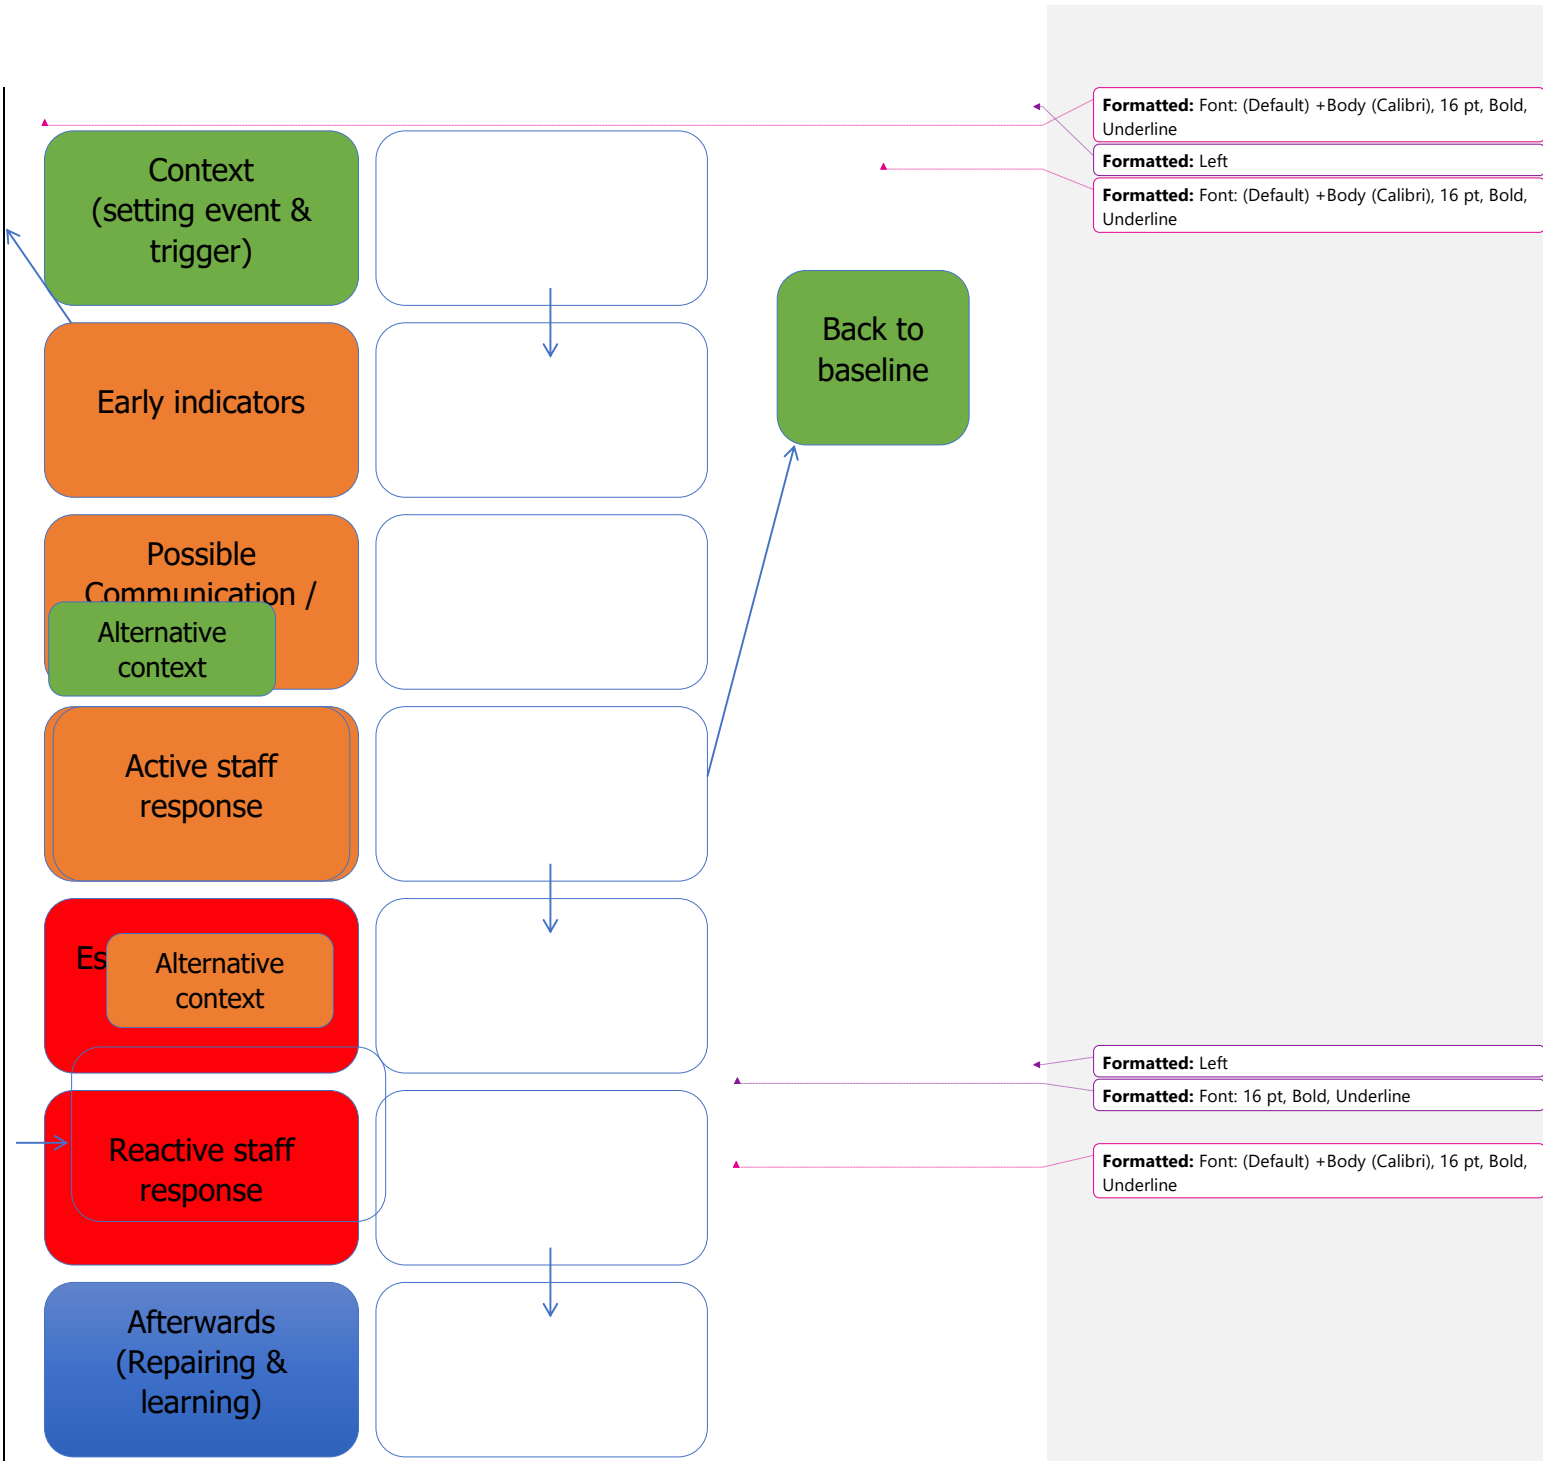 Context
(setting event &
trigger)
Early indicators
Back to
baseline
Possible
Communication /
Alternative
context
Active staff
response
Alternative
context
Reactive staff
response
Afterwards
(Repairing &
learning)
Formatted: Font: (Default) +Body (Calibri), 16 pt, Bold,
Underline
Formatted: Left
Formatted: Font: (Default) +Body (Calibri), 16 pt, Bold,
Underline
Formatted: Left
Formatted: Font: 16 pt, Bold, Underline
Formatted: Font: (Default) +Body (Calibri), 16 pt, Bold,
Underline